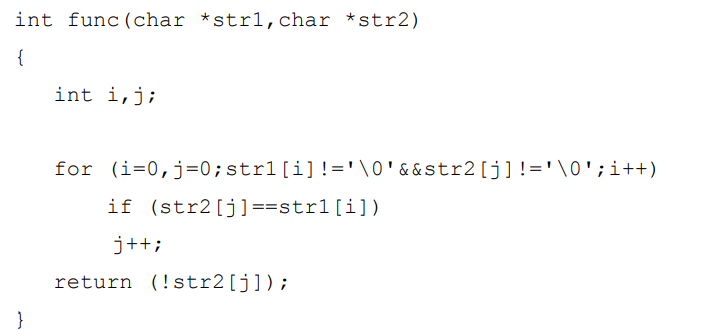 int func(char *str1,char *str2)
{
int i,j;
for (i=0,j=0;str1[i]!='\0'&&str2[j]!='\0';i++)
if (str2[j]==str1[i])
j++;
return (!str2[j]);
}